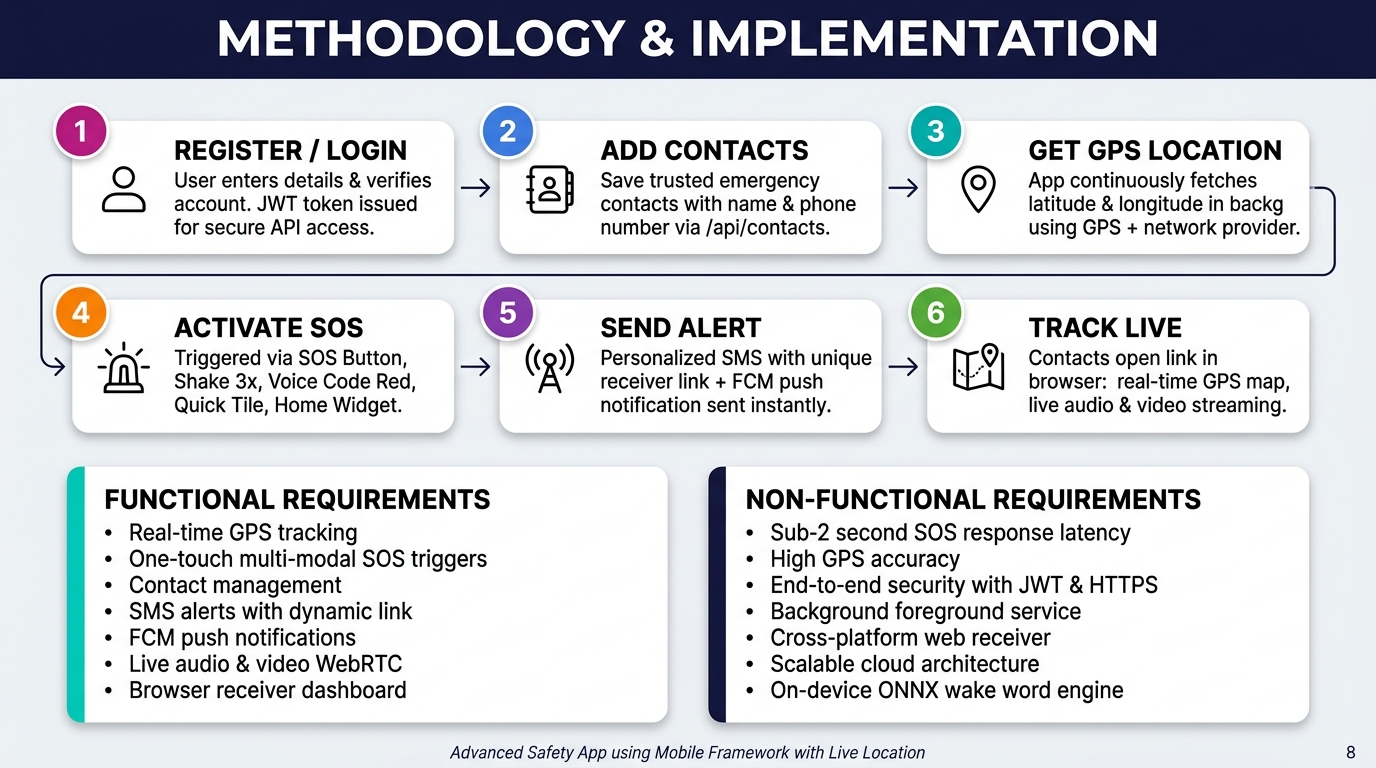 METHODOLOGY & IMPLEMENTATION
1
REGISTER / LOGIN
User enters details & verifies
account. JWT token issued
for secure API access.
2
ADD CONTACTS
Save trusted emergency
contacts with name & phone
number via /api/contacts.
3
GET GPS LOCATION
App continuously fetches
latitude & longitude in backg
using GPS + network provider.
4
ACTIVATE SOS
Triggered via SOS Button,
Shake 3x, Voice Code Red,
Quick Tile, Home Widget.
5
SEND ALERT
Personalized SMS with unique
receiver link + FCM push
notification sent instantly.
6
TRACK LIVE
Contacts open link in
browser: real-time GPS map,
live audio & video streaming.
FUNCTIONAL REQUIREMENTS
• Real-time GPS tracking
• One-touch multi-modal SOS triggers
• Contact management
• SMS alerts with dynamic link
• FCM push notifications
• Live audio & video WebRTC
• Browser receiver dashboard
NON-FUNCTIONAL REQUIREMENTS
• Sub-2 second SOS response latency
• High GPS accuracy
• End-to-end security with JWT & HTTPS
• Background foreground service
• Cross-platform web receiver
• Scalable cloud architecture
• On-device ONNX wake word engine
Advanced Safety App using Mobile Framework with Live Location
8